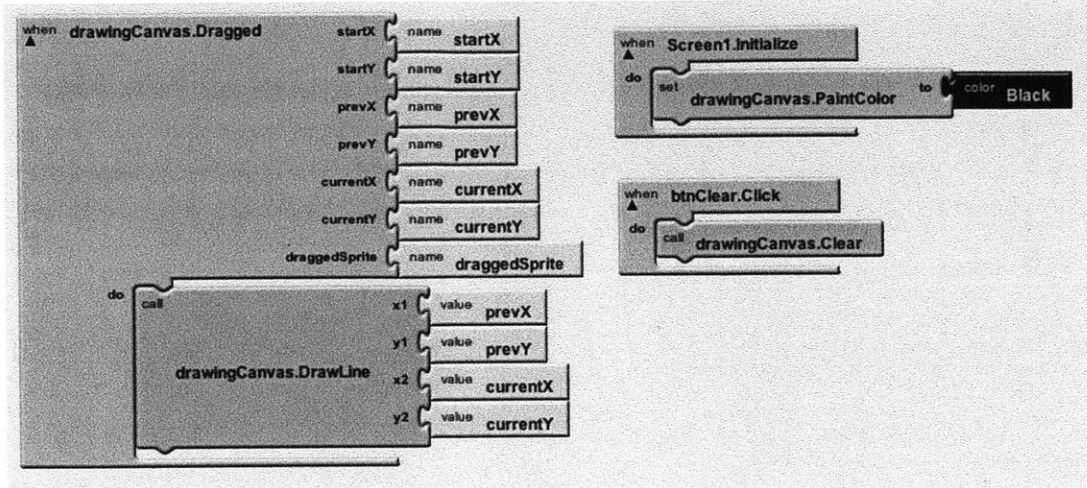 when drawingCanvas.Dragged startX name startX
startY name startY
prevX name prevX
prevY name prevY
currentX name currentX
currentY name currentY
draggedSprite name draggedSprite
do call drawingCanvas.DrawLine x1 value prevX
y1 value prevY
x2 value currentX
y2 value currentY
when Screen1.Initialize
do set drawingCanvas.PaintColor to color Black
when btnClear.Click
do call drawingCanvas.Clear